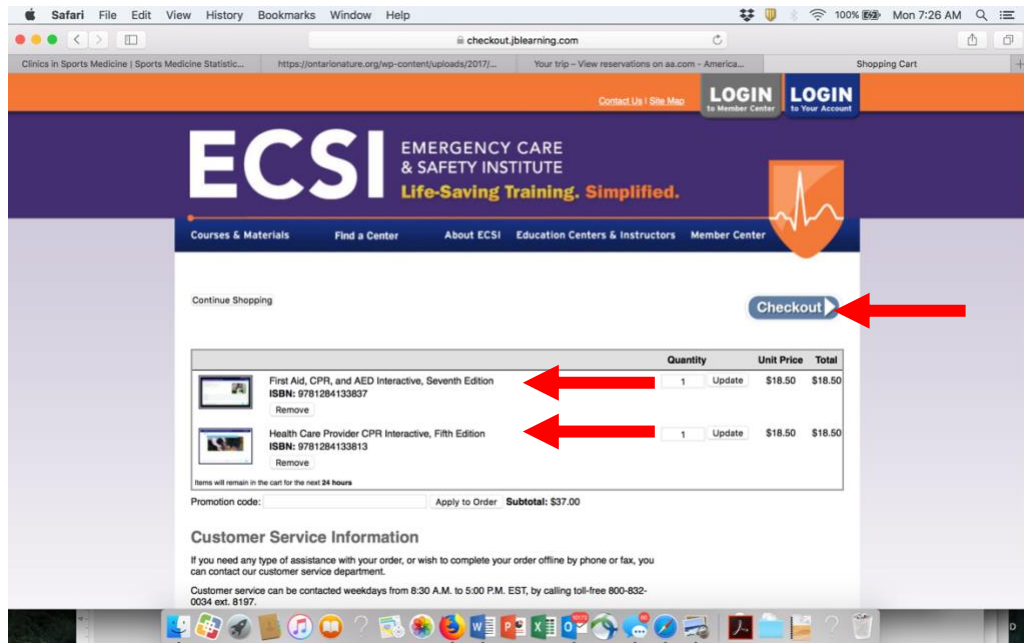 Safari File Edit View History Bookmarks Window Help 100% Mon 7:26 AM
checkout.jblearning.com
Clinics in Sports Medicine | Sports Medicine Statistic... https://ontarionature.org/wp-content/uploads/2017/... Your trip – View reservations on aa.com - America... Shopping Cart
Contact Us | Site Map
LOGIN
to Member Center
LOGIN
to Your Account
ECSI
EMERGENCY CARE
& SAFETY INSTITUTE
Life-Saving Training. Simplified.
Courses & Materials Find a Center About ECSI Education Centers & Instructors Member Center
Continue Shopping
Checkout
Quantity Unit Price Total
First Aid, CPR, and AED Interactive, Seventh Edition 1 Update $18.50 $18.50
ISBN: 9781284133837
Remove
Health Care Provider CPR Interactive, Fifth Edition 1 Update $18.50 $18.50
ISBN: 9781284133813
Remove
Items will remain in the cart for the next 24 hours
Promotion code: Apply to Order Subtotal: $37.00
Customer Service Information
If you need any type of assistance with your order, or wish to complete your order offline by phone or fax, you
can contact our customer service department.
Customer service can be contacted weekdays from 8:30 A.M. to 5:00 P.M. EST, by calling toll-free 800-832-
0034 ext. 8197.